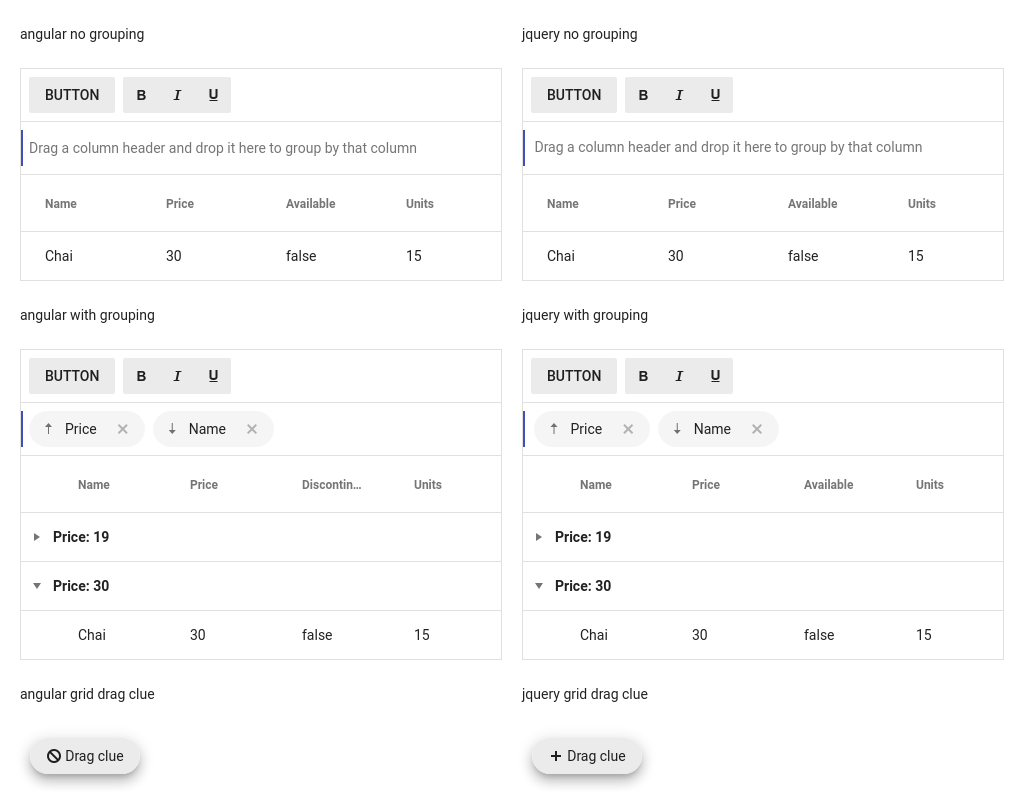 angular no grouping
BUTTON B I U
Drag a column header and drop it here to group by that column
Name Price Available Units
Chai 30 false 15
jquery no grouping
BUTTON B I U
Drag a column header and drop it here to group by that column
Name Price Available Units
Chai 30 false 15
angular with grouping
BUTTON B I U
Price Name
Name Price Discontin... Units
Price: 19
Price: 30
Chai 30 false 15
jquery with grouping
BUTTON B I U
Price Name
Name Price Available Units
Price: 19
Price: 30
Chai 30 false 15
angular grid drag clue
Drag clue
jquery grid drag clue
Drag clue